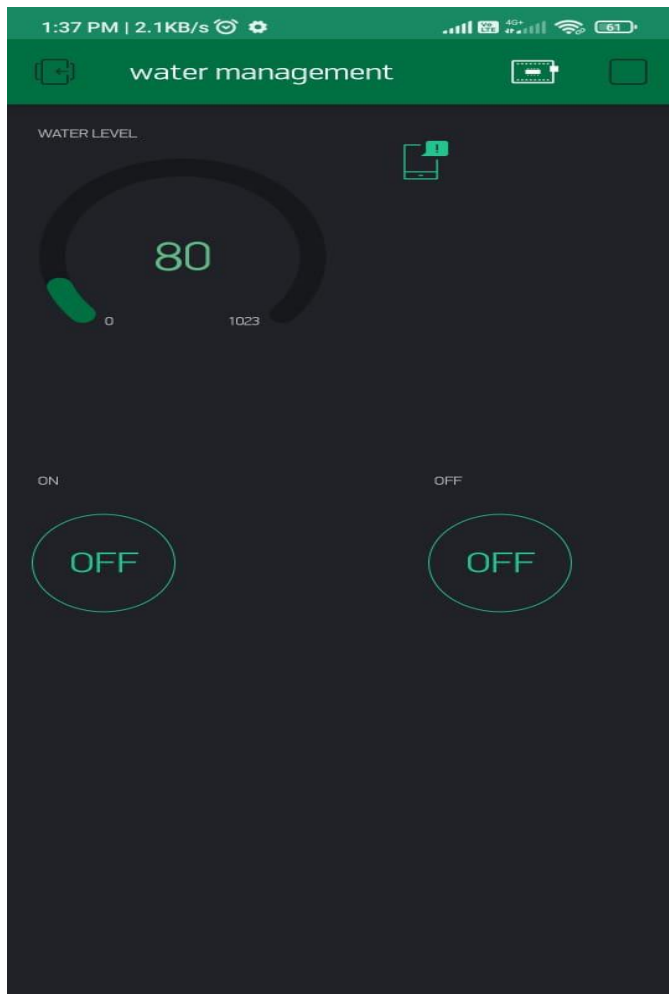 1:37 PM | 2.1KB/s 4G+ 61
water management
WATER LEVEL
80
0 1023
ON OFF
OFF OFF